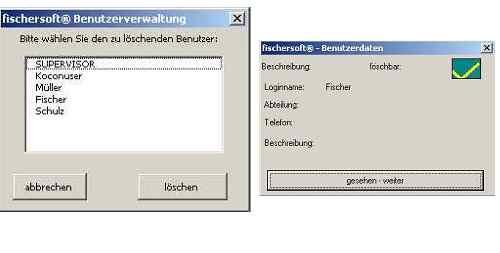 fischersoft® Benutzerverwaltung
Bitte wählen Sie den zu löschenden Benutzer:
SUPERVISOR
Koconuser
Müller
Fischer
Schulz
abbrechen
löschen
fischersoft® - Benutzerdaten
Beschreibung: löschbar:
Loginname: Fischer
Abteilung:
Telefon:
Beschreibung:
gesehen - weiter